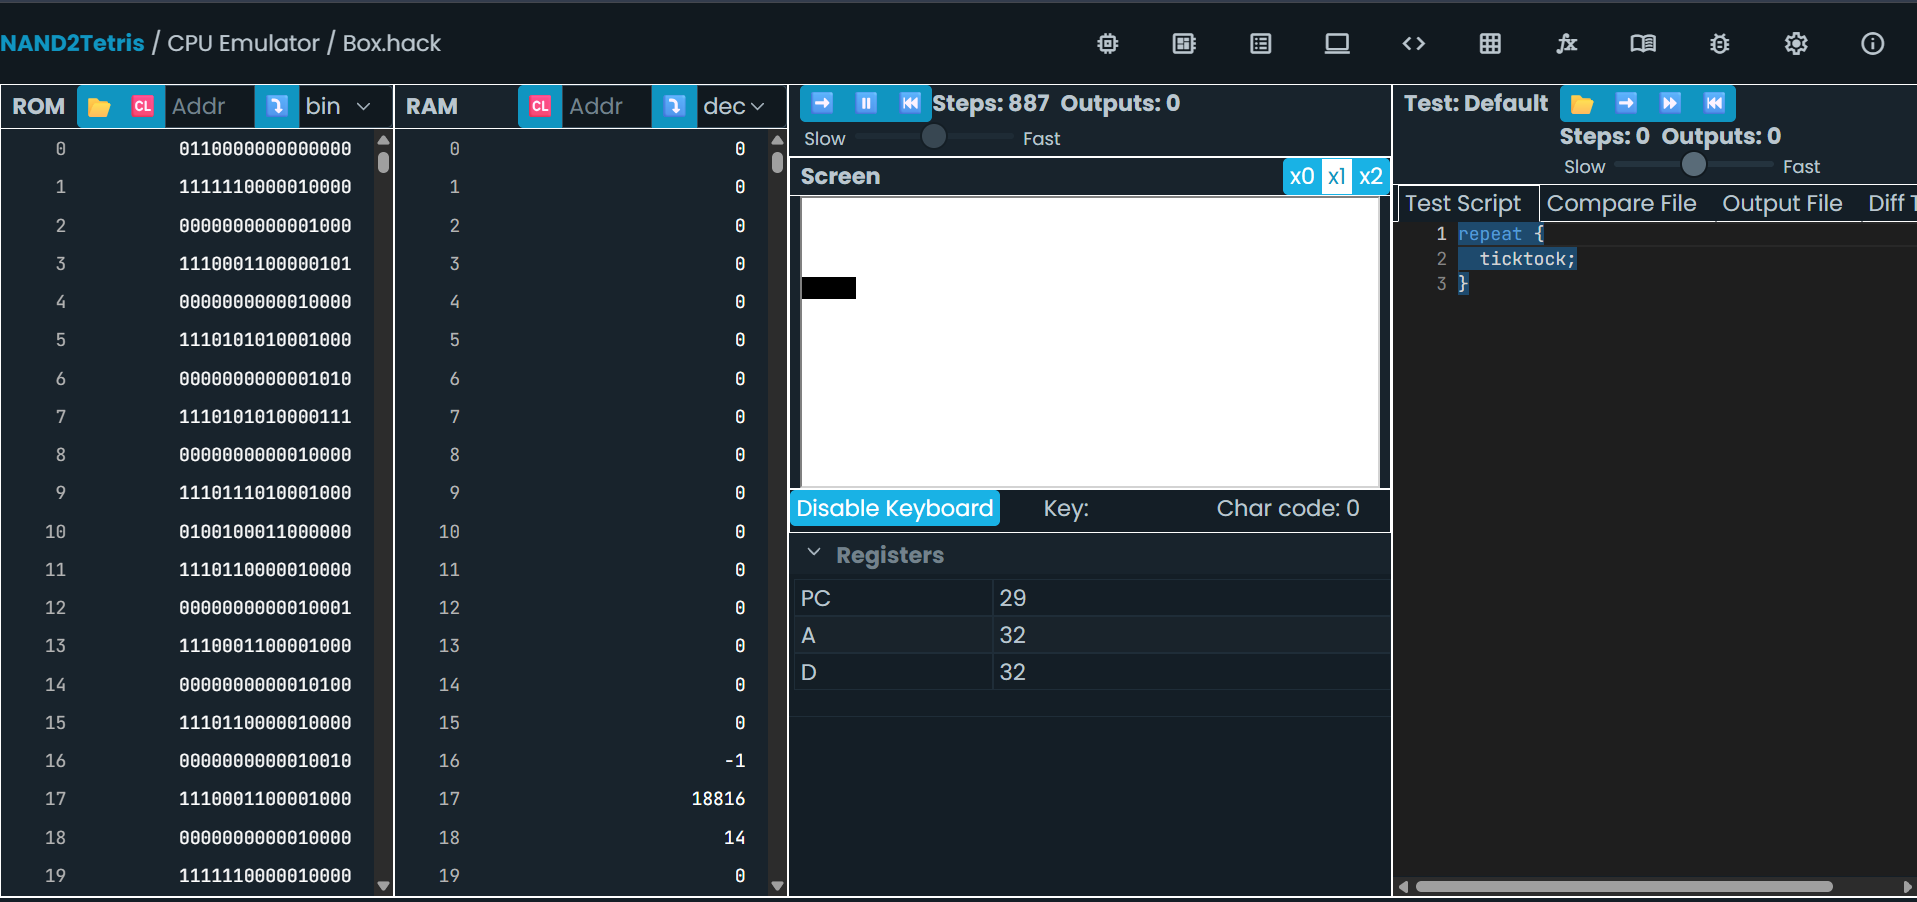 NAND2Tetris / CPU Emulator / Box.hack
ROM CL Addr bin
0 0110000000000000
1 1111110000010000
2 0000000000001000
3 1110001100000101
4 0000000000010000
5 1110101010001000
6 0000000000001010
7 1110101010000111
8 0000000000010000
9 1110111010001000
10 0100100011000000
11 1110110000010000
12 0000000000010001
13 1110001100001000
14 0000000000010100
15 1110110000010000
16 0000000000010010
17 1110001100001000
18 0000000000010000
19 1111110000010000
RAM CL Addr dec
0 0
1 0
2 0
3 0
4 0
5 0
6 0
7 0
8 0
9 0
10 0
11 0
12 0
13 0
14 0
15 0
16 -1
17 18816
18 14
19 0
Steps: 887 Outputs: 0
Slow Fast
Screen x0 x1 x2
Disable Keyboard Key: Char code: 0
Registers
PC 29
A 32
D 32
Test: Default
Steps: 0 Outputs: 0
Slow Fast
Test Script Compare File Output File Diff T
1 repeat {
2 ticktock;
3 }